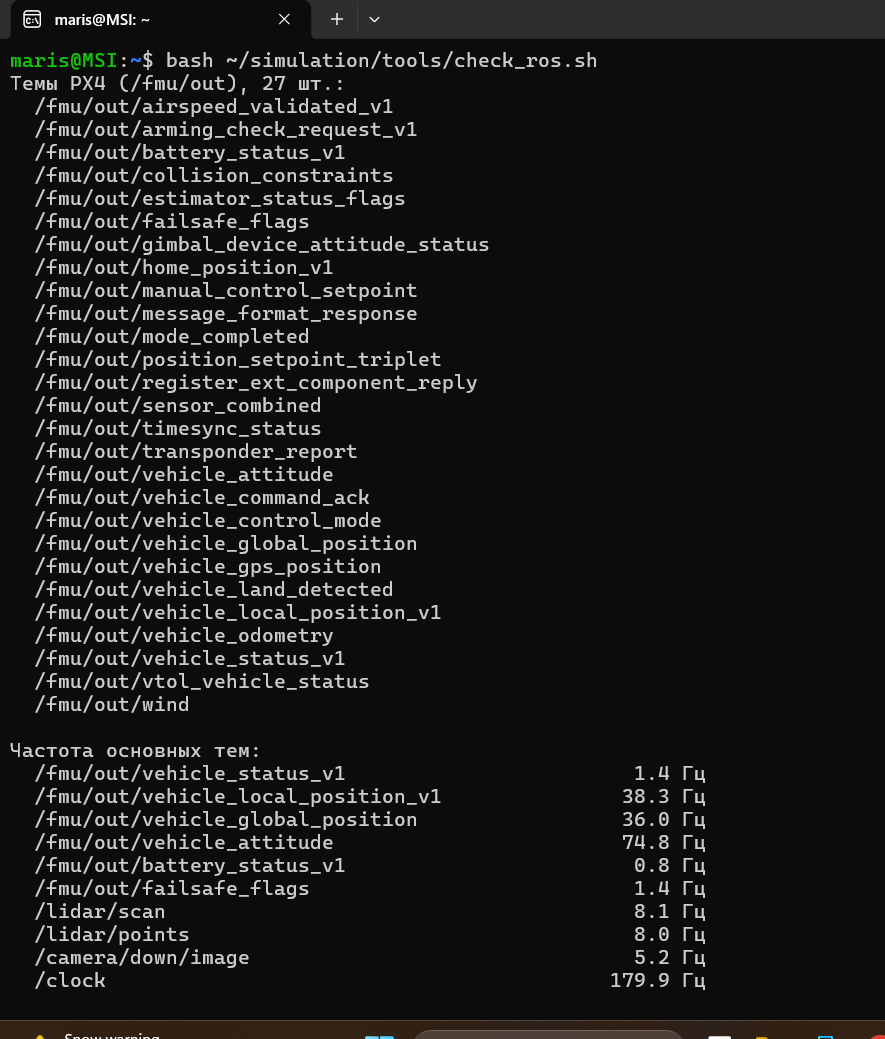 maris@MSI: ~
maris@MSI:~$ bash ~/simulation/tools/check_ros.sh
Темы PX4 (/fmu/out), 27 шт.:
/fmu/out/airspeed_validated_v1
/fmu/out/arming_check_request_v1
/fmu/out/battery_status_v1
/fmu/out/collision_constraints
/fmu/out/estimator_status_flags
/fmu/out/failsafe_flags
/fmu/out/gimbal_device_attitude_status
/fmu/out/home_position_v1
/fmu/out/manual_control_setpoint
/fmu/out/message_format_response
/fmu/out/mode_completed
/fmu/out/position_setpoint_triplet
/fmu/out/register_ext_component_reply
/fmu/out/sensor_combined
/fmu/out/timesync_status
/fmu/out/transponder_report
/fmu/out/vehicle_attitude
/fmu/out/vehicle_command_ack
/fmu/out/vehicle_control_mode
/fmu/out/vehicle_global_position
/fmu/out/vehicle_gps_position
/fmu/out/vehicle_land_detected
/fmu/out/vehicle_local_position_v1
/fmu/out/vehicle_odometry
/fmu/out/vehicle_status_v1
/fmu/out/vtol_vehicle_status
/fmu/out/wind
Частота основных тем:
/fmu/out/vehicle_status_v1 1.4 Гц
/fmu/out/vehicle_local_position_v1 38.3 Гц
/fmu/out/vehicle_global_position 36.0 Гц
/fmu/out/vehicle_attitude 74.8 Гц
/fmu/out/battery_status_v1 0.8 Гц
/fmu/out/failsafe_flags 1.4 Гц
/lidar/scan 8.1 Гц
/lidar/points 8.0 Гц
/camera/down/image 5.2 Гц
/clock 179.9 Гц
Snow warning